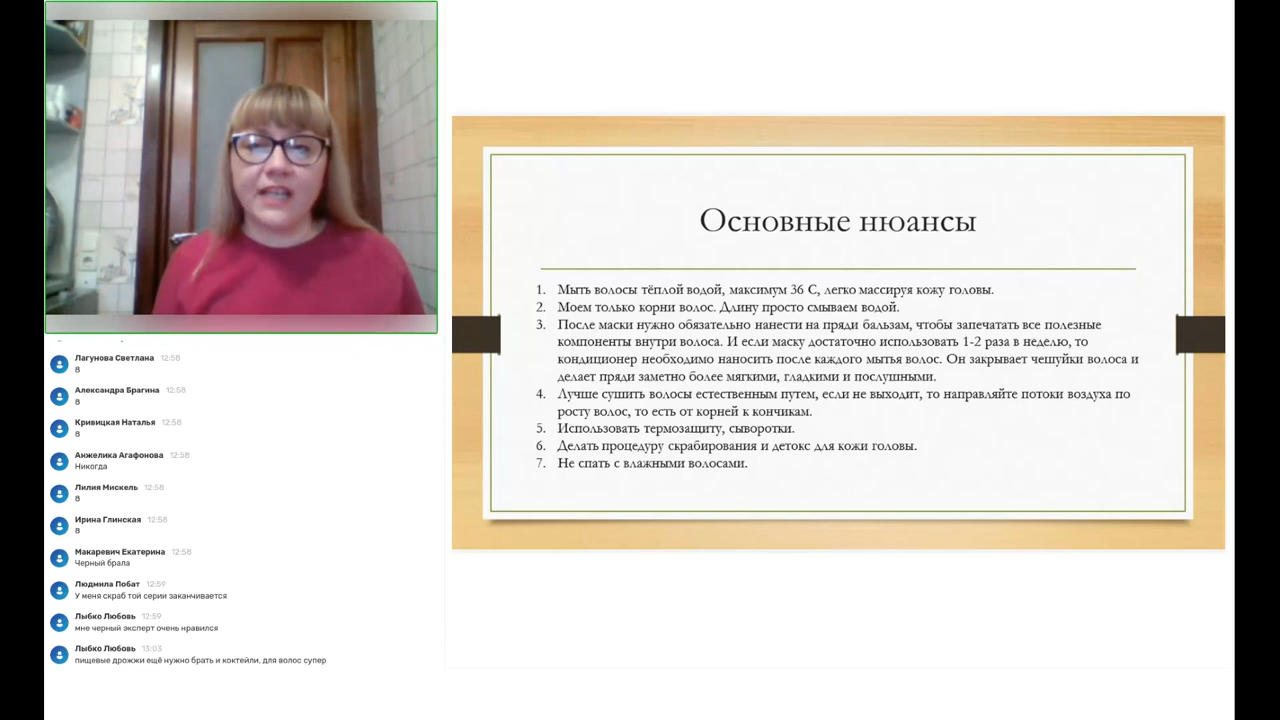 Лагунова Светлана 12:58
8
Александра Брагина 12:58
8
Кривицкая Наталья 12:58
8
Анжелика Агафонова 12:58
Никогда
Лилия Мискель 12:58
8
Ирина Глинская 12:58
8
Макаревич Екатерина 12:58
Черный брала
Людмила Побат 12:59
У меня скраб той серии заканчивается
Лыбко Любовь 12:59
мне черный эксперт очень нравился
Лыбко Любовь 13:03
пищевые дрожжи ещё нужно брать и коктейли, для волос супер
Основные нюансы
1. Мыть волосы тёплой водой, максимум 36 С, легко массируя кожу головы.
2. Моем только корни волос. Длину просто смываем водой.
3. После маски нужно обязательно нанести на пряди бальзам, чтобы запечатать все полезные
компоненты внутри волоса. И если маску достаточно использовать 1-2 раза в неделю, то
кондиционер необходимо наносить после каждого мытья волос. Он закрывает чешуйки волоса и
делает пряди заметно более мягкими, гладкими и послушными.
4. Лучше сушить волосы естественным путем, если не выходит, то направляйте потоки воздуха по
росту волос, то есть от корней к кончикам.
5. Использовать термозащиту, сыворотки.
6. Делать процедуру скрабирования и детокс для кожи головы.
7. Не спать с влажными волосами.